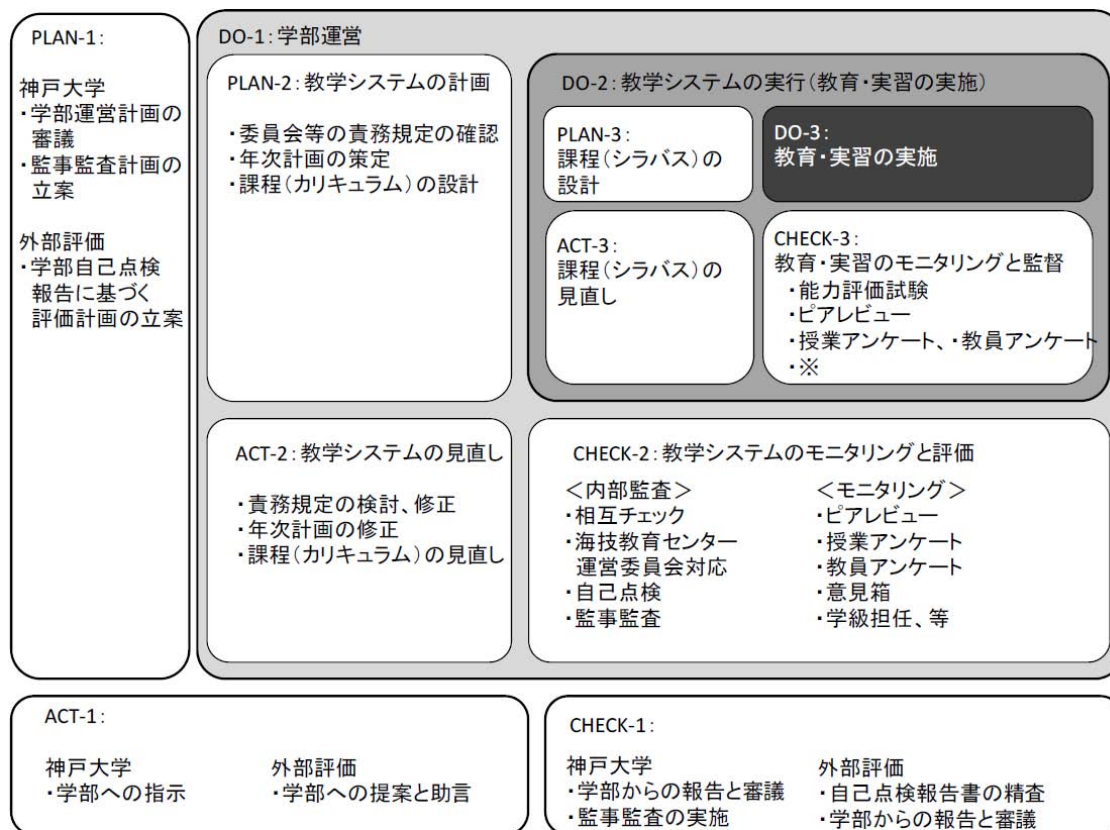 PLAN-1:
神戸大学
・学部運営計画の
審議
・監事監査計画の
立案
外部評価
・学部自己点検
報告に基づく
評価計画の立案
DO-1:学部運営
PLAN-2:教学システムの計画
・委員会等の責務規定の確認
・年次計画の策定
・課程(カリキュラム)の設計
DO-2:教学システムの実行(教育・実習の実施)
PLAN-3:
課程(シラバス)の
設計
DO-3:
教育・実習の実施
ACT-3:
課程(シラバス)の
見直し
CHECK-3:
教育・実習のモニタリングと監督
・能力評価試験
・ピアレビュー
・授業アンケート、・教員アンケート
・※
ACT-2:教学システムの見直し
・責務規定の検討、修正
・年次計画の修正
・課程(カリキュラム)の見直し
CHECK-2:教学システムのモニタリングと評価
<内部監査>
・相互チェック
・海技教育センター
運営委員会対応
・自己点検
・監事監査
<モニタリング>
・ピアレビュー
・授業アンケート
・教員アンケート
・意見箱
・学級担任、等
ACT-1:
神戸大学
・学部への指示
外部評価
・学部への提案と助言
CHECK-1:
神戸大学
・学部からの報告と審議
・監事監査の実施
外部評価
・自己点検報告書の精査
・学部からの報告と審議